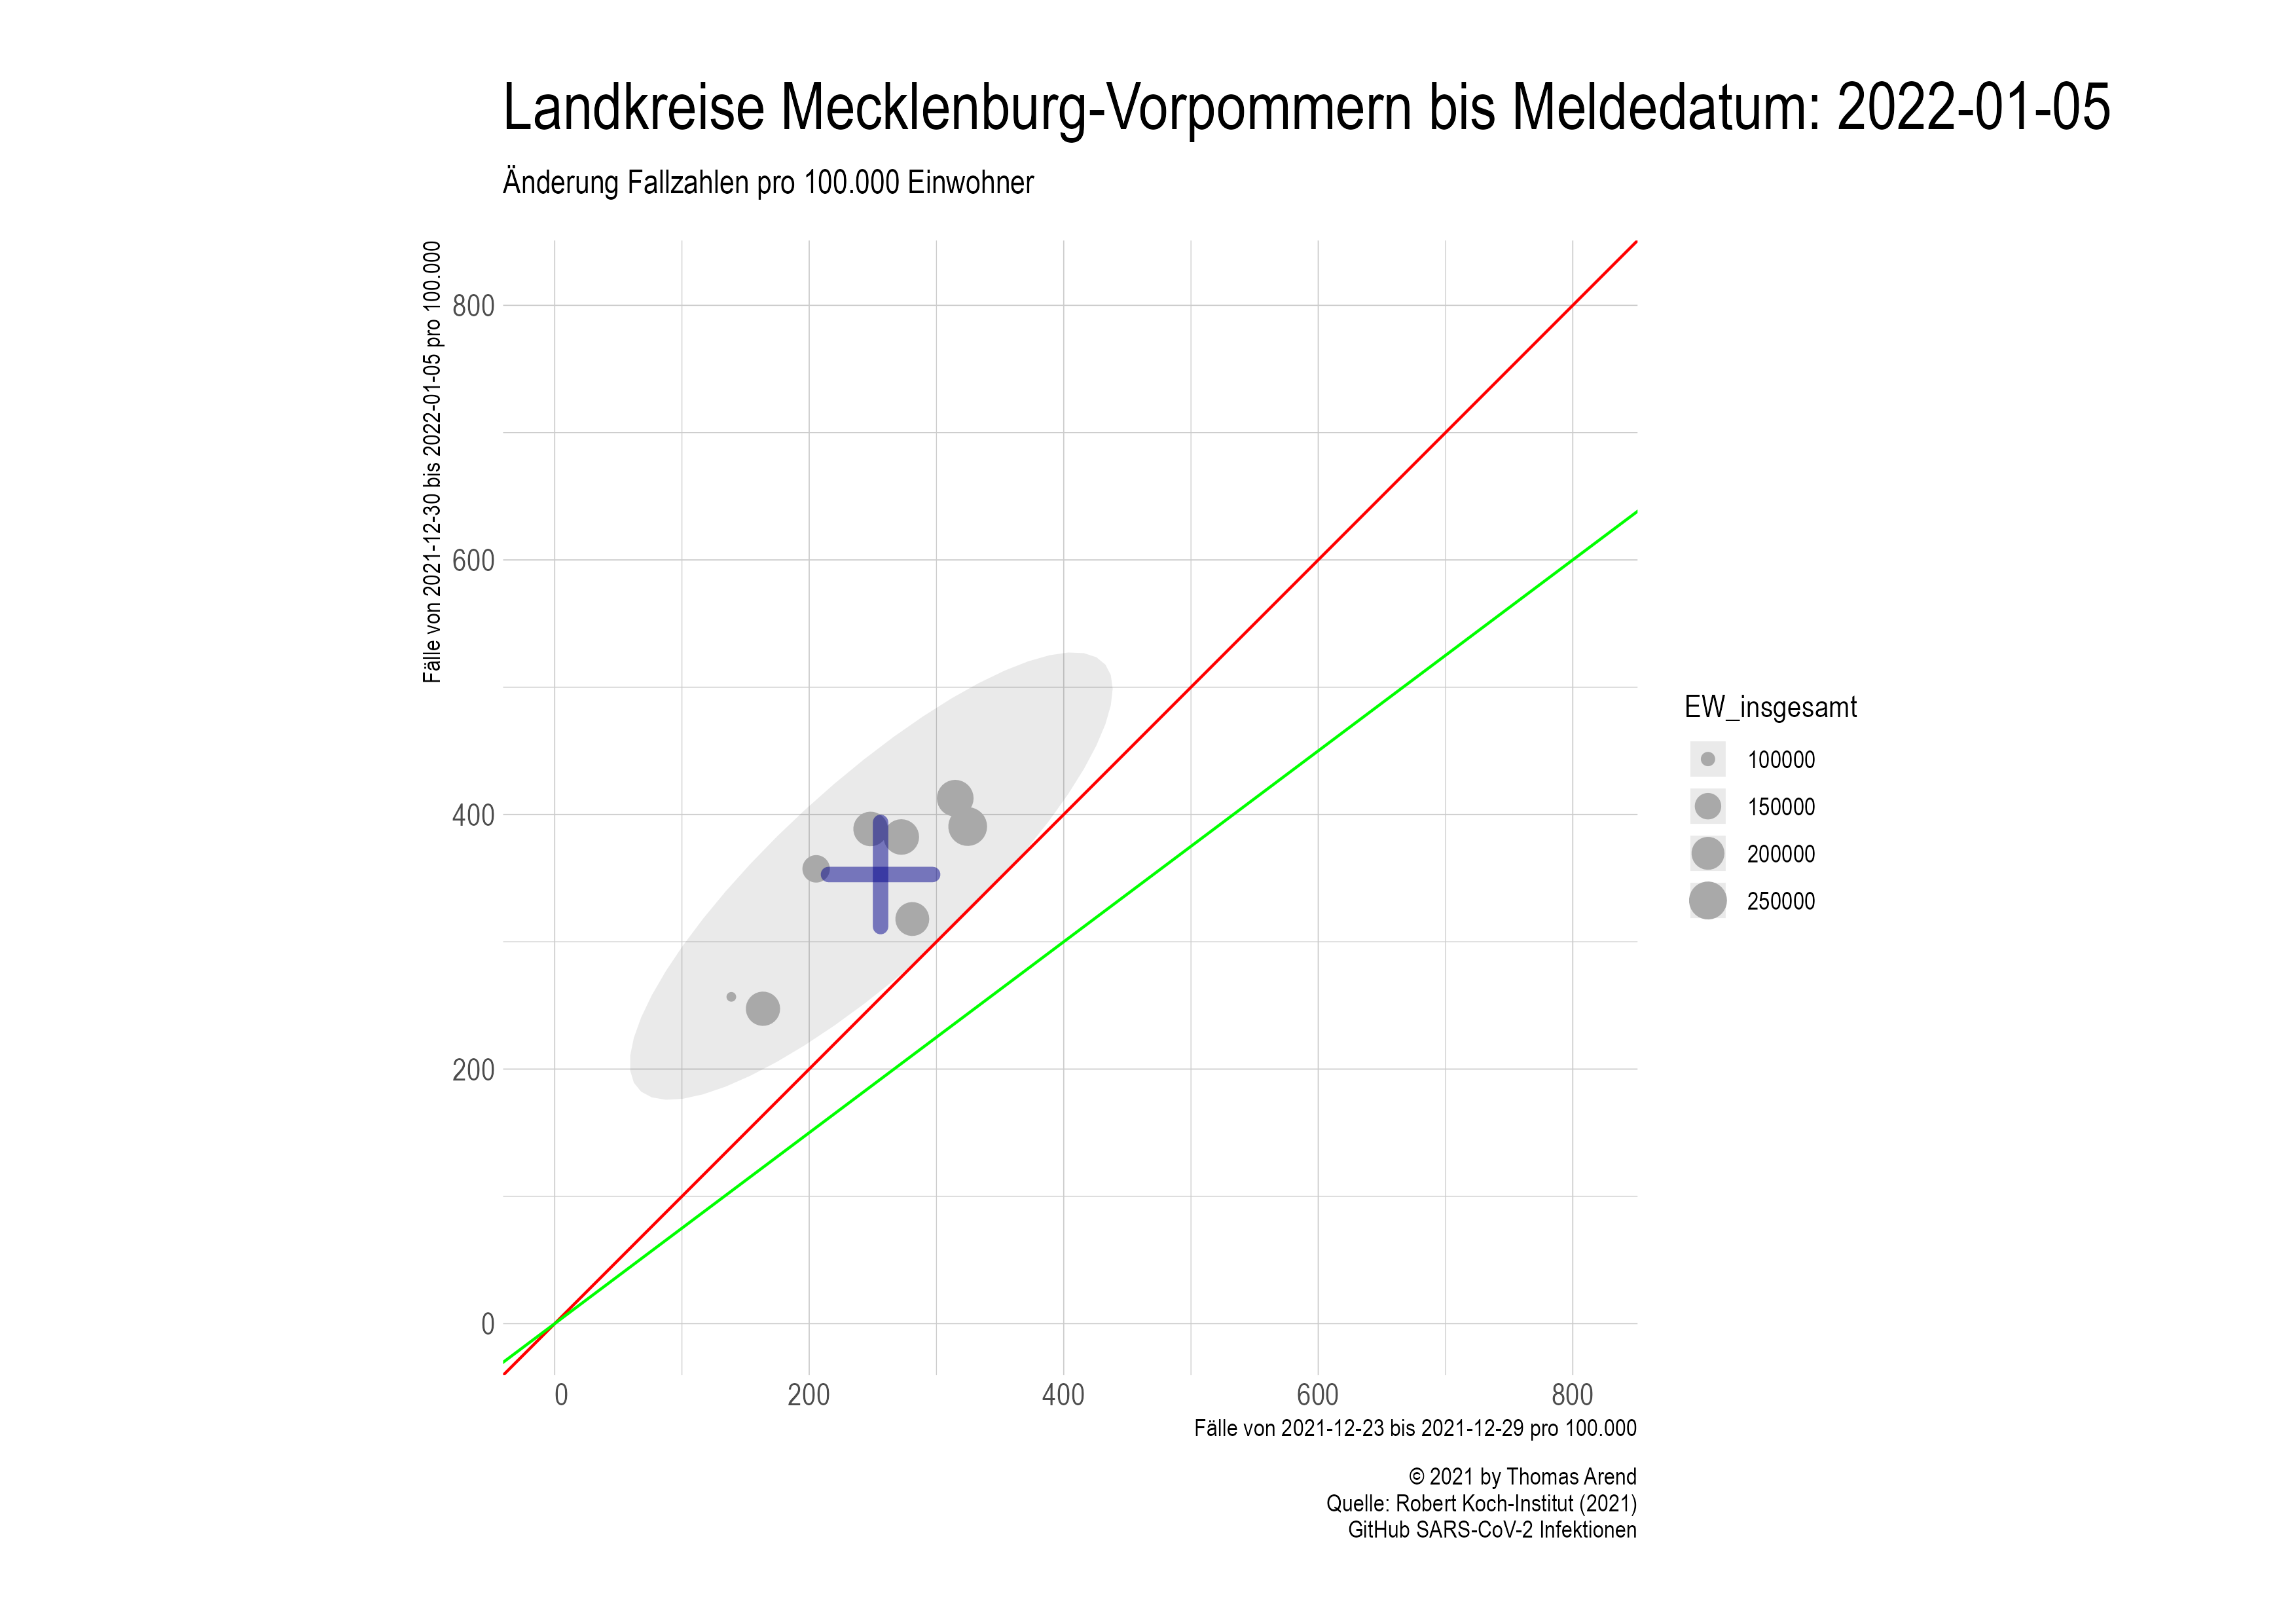 Landkreise Mecklenburg-Vorpommern bis Meldedatum: 2022-01-05
Änderung Fallzahlen pro 100.000 Einwohner
Fälle von 2021-12-30 bis 2022-01-05 pro 100.000
800
600
400
200
0
0 200 400 600 800
Fälle von 2021-12-23 bis 2021-12-29 pro 100.000
EW_insgesamt
100000
150000
200000
250000
© 2021 by Thomas Arend
Quelle: Robert Koch-Institut (2021)
GitHub SARS-CoV-2 Infektionen